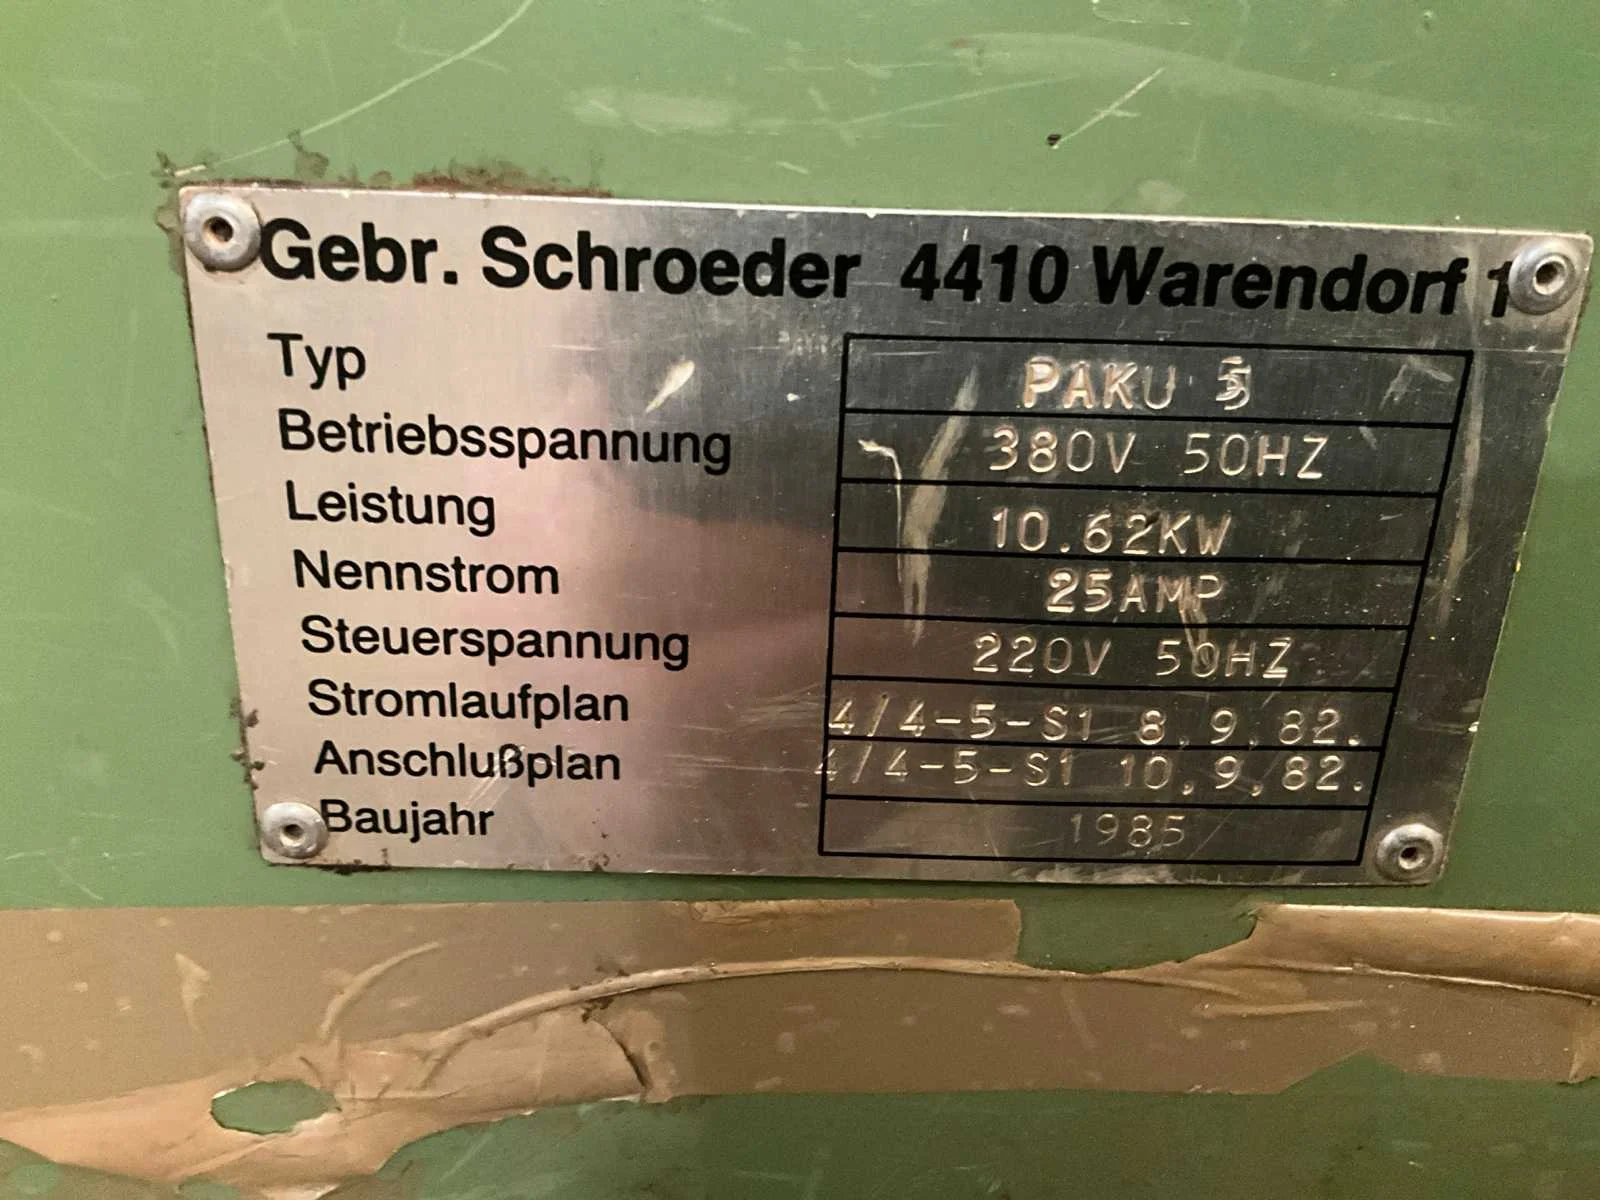 Gebr. Schroeder 4410 Warendorf 1
Typ PAKU 5
Betriebsspannung 380V 50HZ
Leistung 10.62KW
Nennstrom 25AMP
Steuerspannung 220V 50HZ
Stromlaufplan 4/4-5-S1 8,9,82.
Anschlußplan 4/4-5-S1 10,9,82.
Baujahr 1985